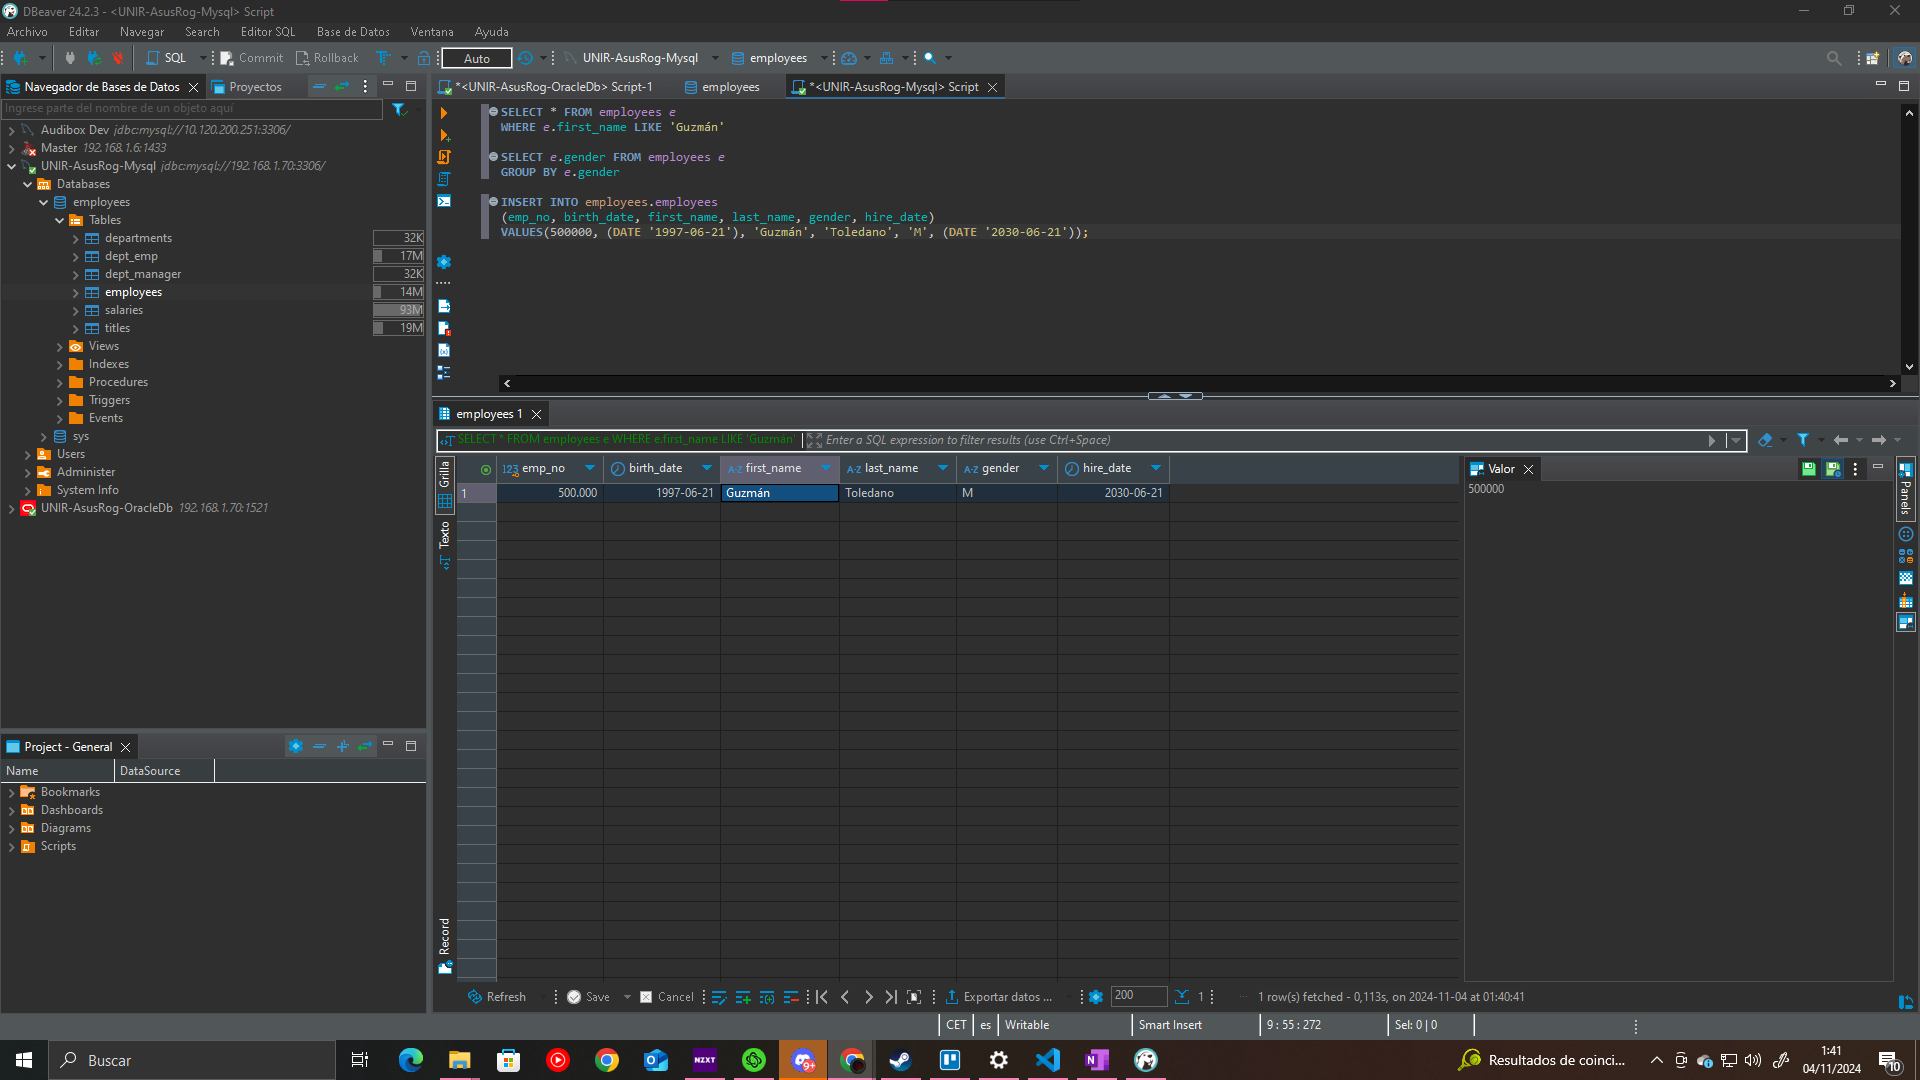 DBeaver 24.2.3 - <UNIR-AsusRog-Mysql> Script
Archivo Editar Navegar Search Editor SQL Base de Datos Ventana Ayuda
SQL Commit Rollback Auto UNIR-AsusRog-Mysql employees
Navegador de Bases de Datos Proyectos
Ingrese parte del nombre de un objeto aquí
Audibox Dev jdbc:mysql://10.120.200.251:3306/
Master 192.168.1.6:1433
UNIR-AsusRog-Mysql jdbc:mysql://192.168.1.70:3306/
Databases
employees
Tables
departments 32K
dept_emp 17M
dept_manager 32K
employees 14M
salaries 93M
titles 19M
Views
Indexes
Procedures
Triggers
Events
sys
Users
Administer
System Info
UNIR-AsusRog-OracleDb 192.168.1.70:1521
Project - General
Name DataSource
Bookmarks
Dashboards
Diagrams
Scripts
*<UNIR-AsusRog-OracleDb> Script-1 employees *<UNIR-AsusRog-Mysql> Script
SELECT * FROM employees e
WHERE e.first_name LIKE 'Guzmán'
SELECT e.gender FROM employees e
GROUP BY e.gender
INSERT INTO employees.employees
(emp_no, birth_date, first_name, last_name, gender, hire_date)
VALUES(500000, (DATE '1997-06-21'), 'Guzmán', 'Toledano', 'M', (DATE '2030-06-21'));
employees 1
SELECT * FROM employees e WHERE e.first_name LIKE 'Guzmán' Enter a SQL expression to filter results (use Ctrl+Space)
Grilla
Texto
Record
123 emp_no birth_date A-Z first_name A-Z last_name A-Z gender hire_date
1 500.000 1997-06-21 Guzmán Toledano M 2030-06-21
Valor
500000
Panels
Refresh Save Cancel Exportar datos ... 200 1 1 row(s) fetched - 0,113s, on 2024-11-04 at 01:40:41
CET es Writable Smart Insert 9 : 55 : 272 Sel: 0 | 0
Buscar
NZXT
9+
Resultados de coinci...
1:41
04/11/2024
10